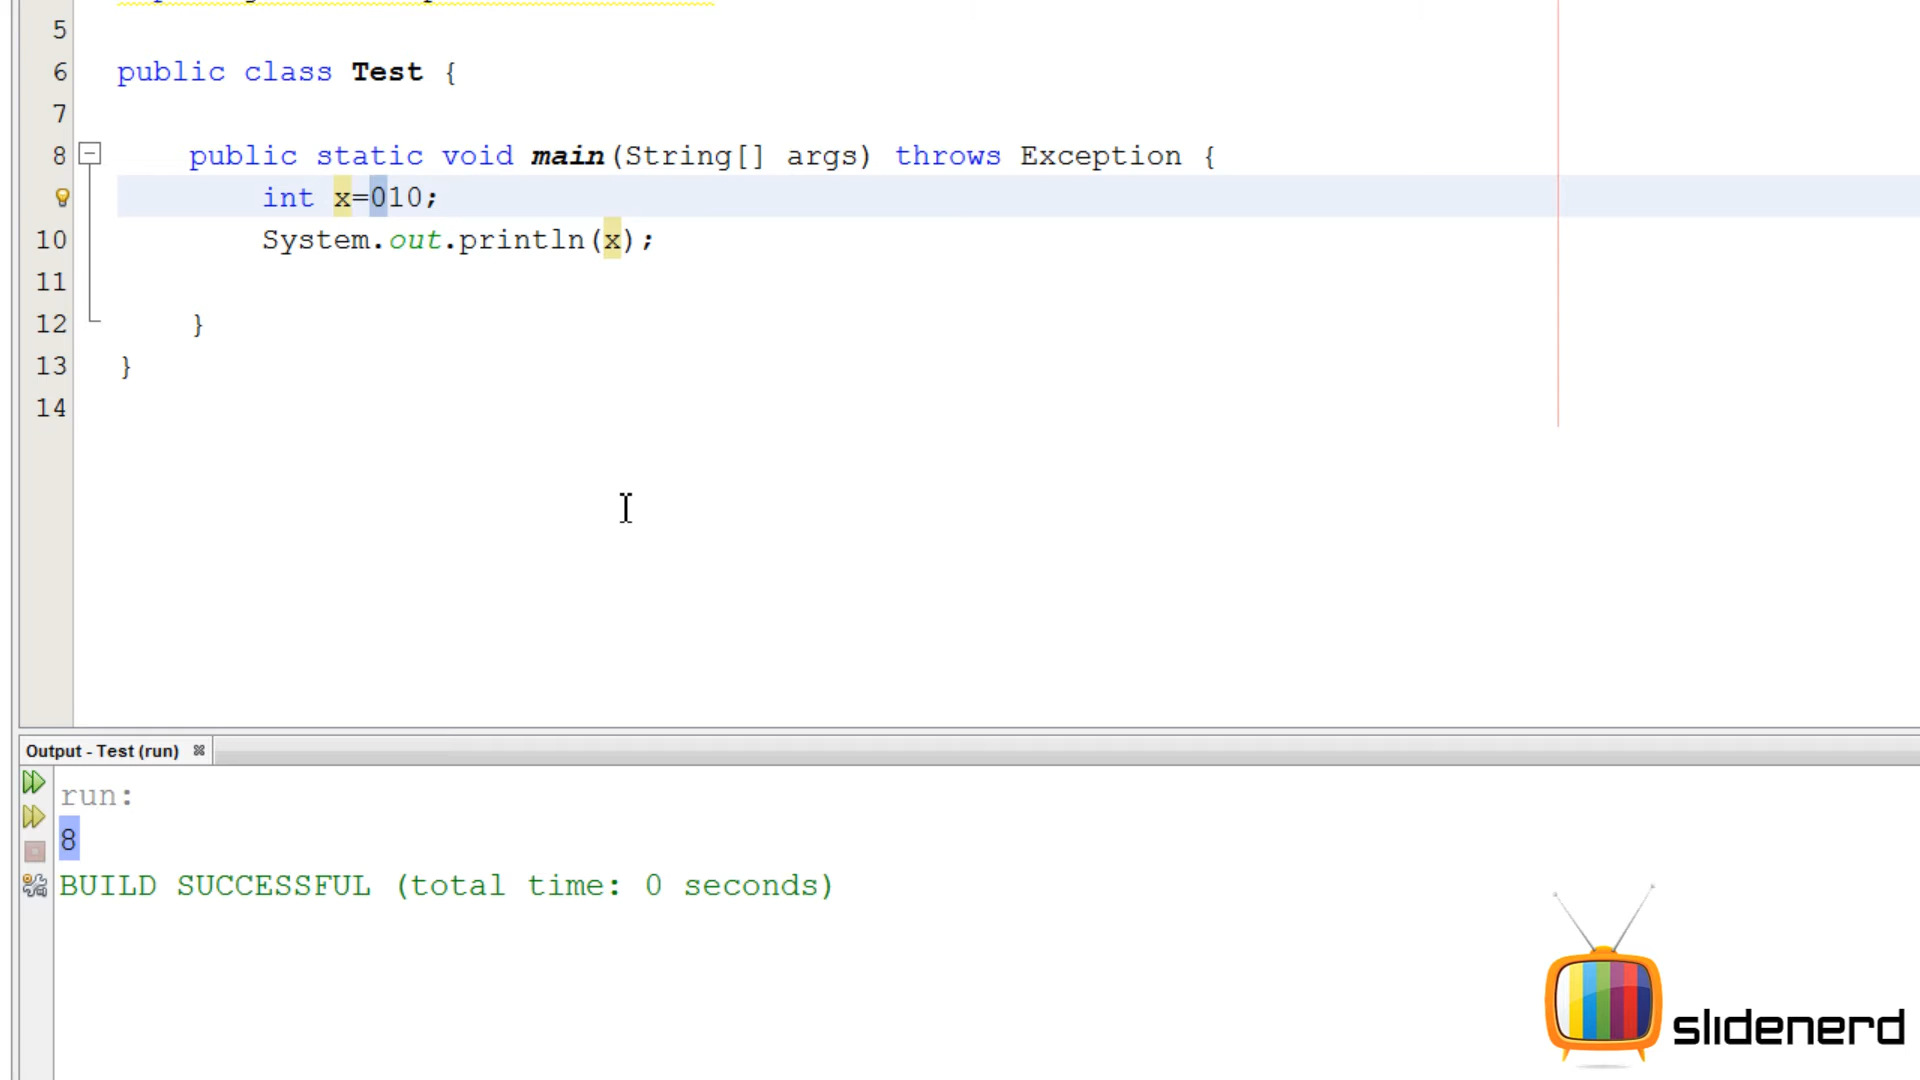 5
6 public class Test {
7
8 public static void main(String[] args) throws Exception {
int x=010;
10 System.out.println(x);
11
12 }
13 }
14
Output - Test (run)
run:
8
BUILD SUCCESSFUL (total time: 0 seconds)
slidenerd